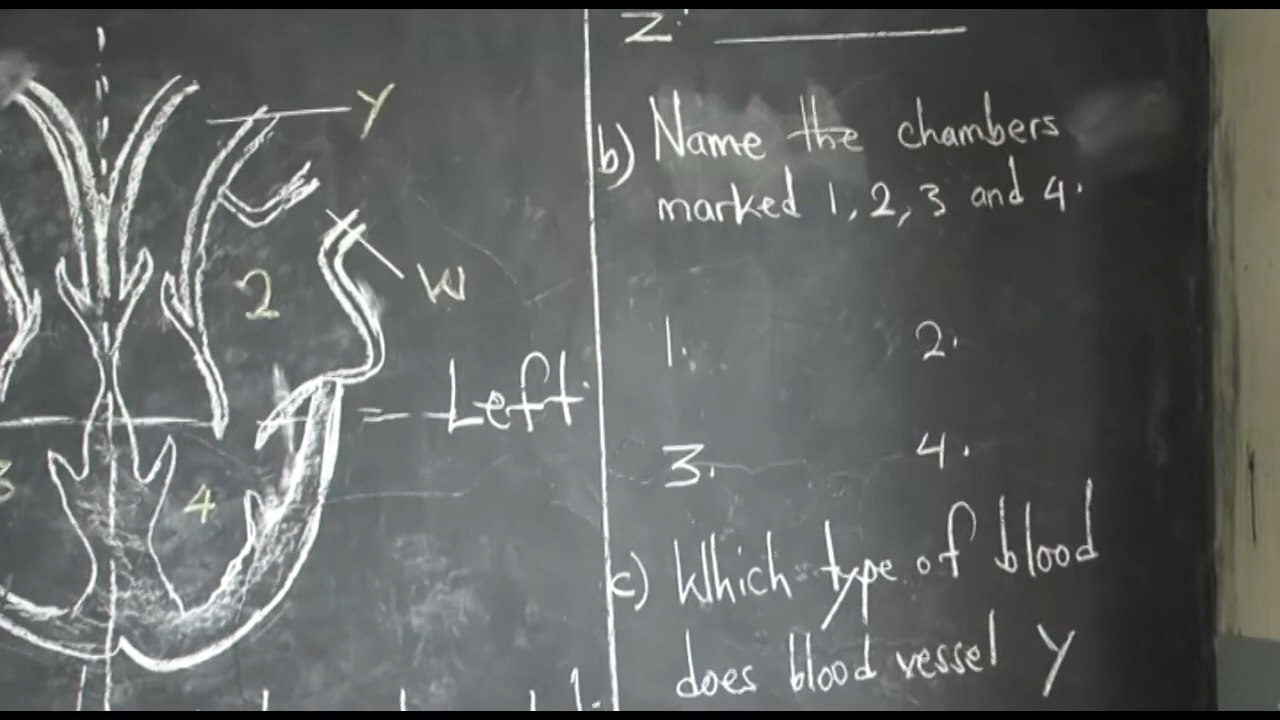 Y
2
W
Left
3
4
Z.
b) Name the chambers
marked 1, 2, 3 and 4.
1. 2.
3. 4.
c) Which type of blood
does blood vessel Y